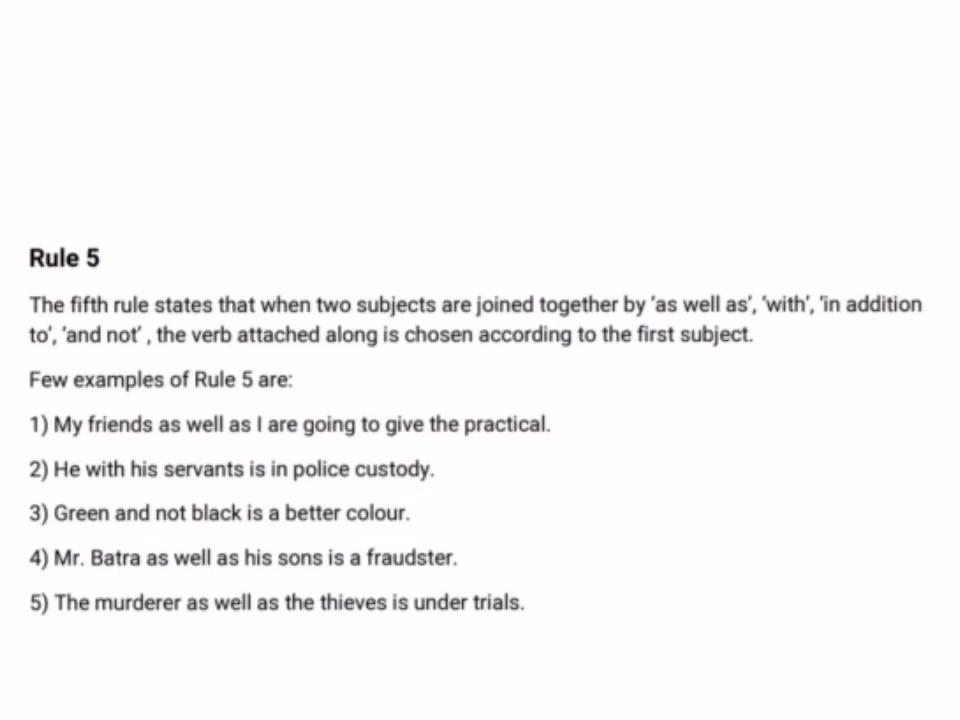 Rule 5
The fifth rule states that when two subjects are joined together by 'as well as', 'with', 'in addition
to', 'and not' , the verb attached along is chosen according to the first subject.
Few examples of Rule 5 are:
1) My friends as well as I are going to give the practical.
2) He with his servants is in police custody.
3) Green and not black is a better colour.
4) Mr. Batra as well as his sons is a fraudster.
5) The murderer as well as the thieves is under trials.